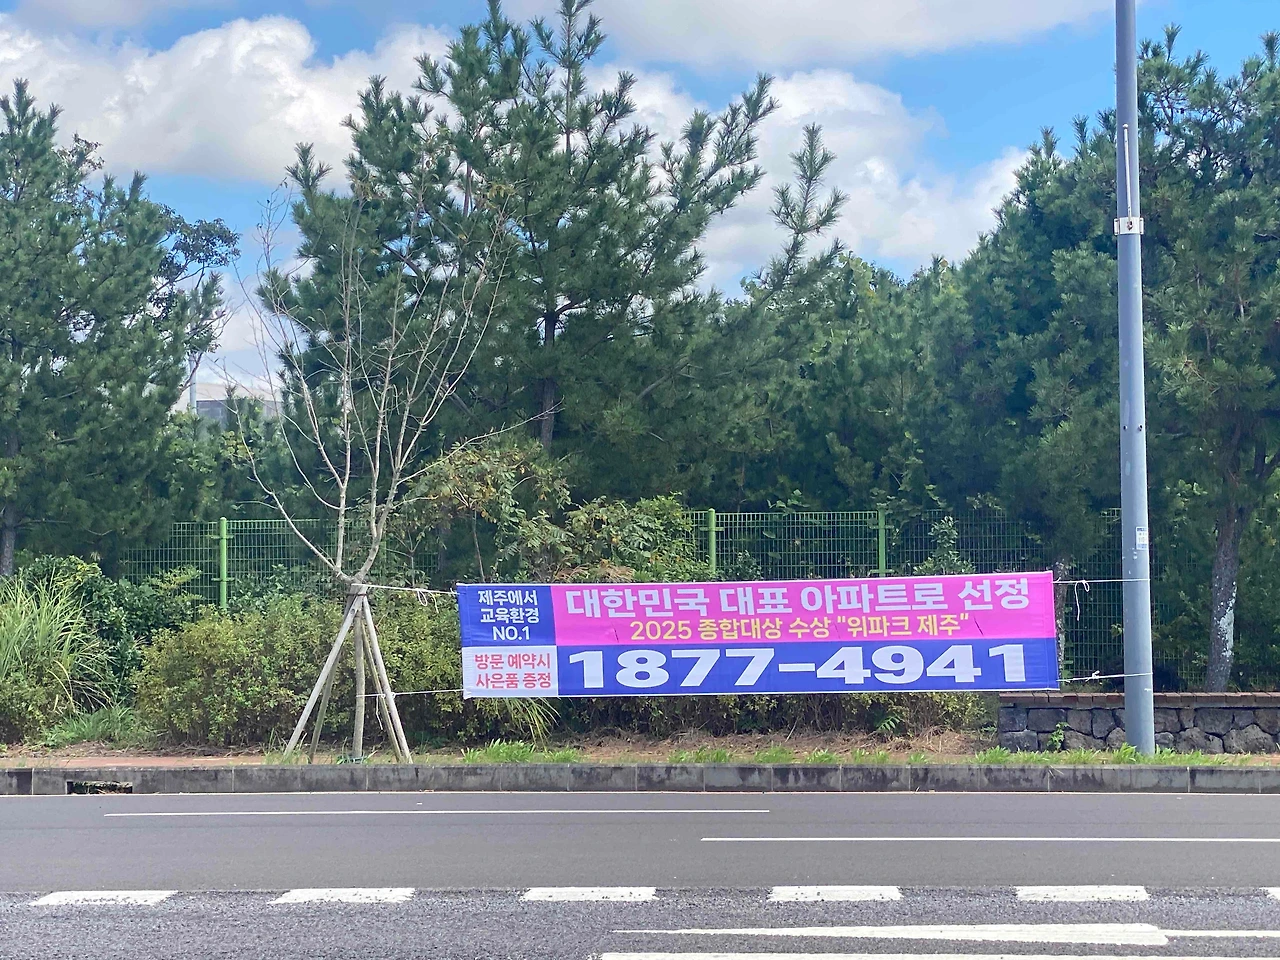 제주에서
교육환경
NO.1
방문 예약시
사은품 증정
대한민국 대표 아파트로 선정
2025 종합대상 수상 "위파크 제주"
1877-4941